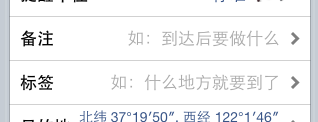 备注 如：到达后要做什么
标签 如：什么地方就要到了
北纬 37°19'50″, 西经 122°1'46″